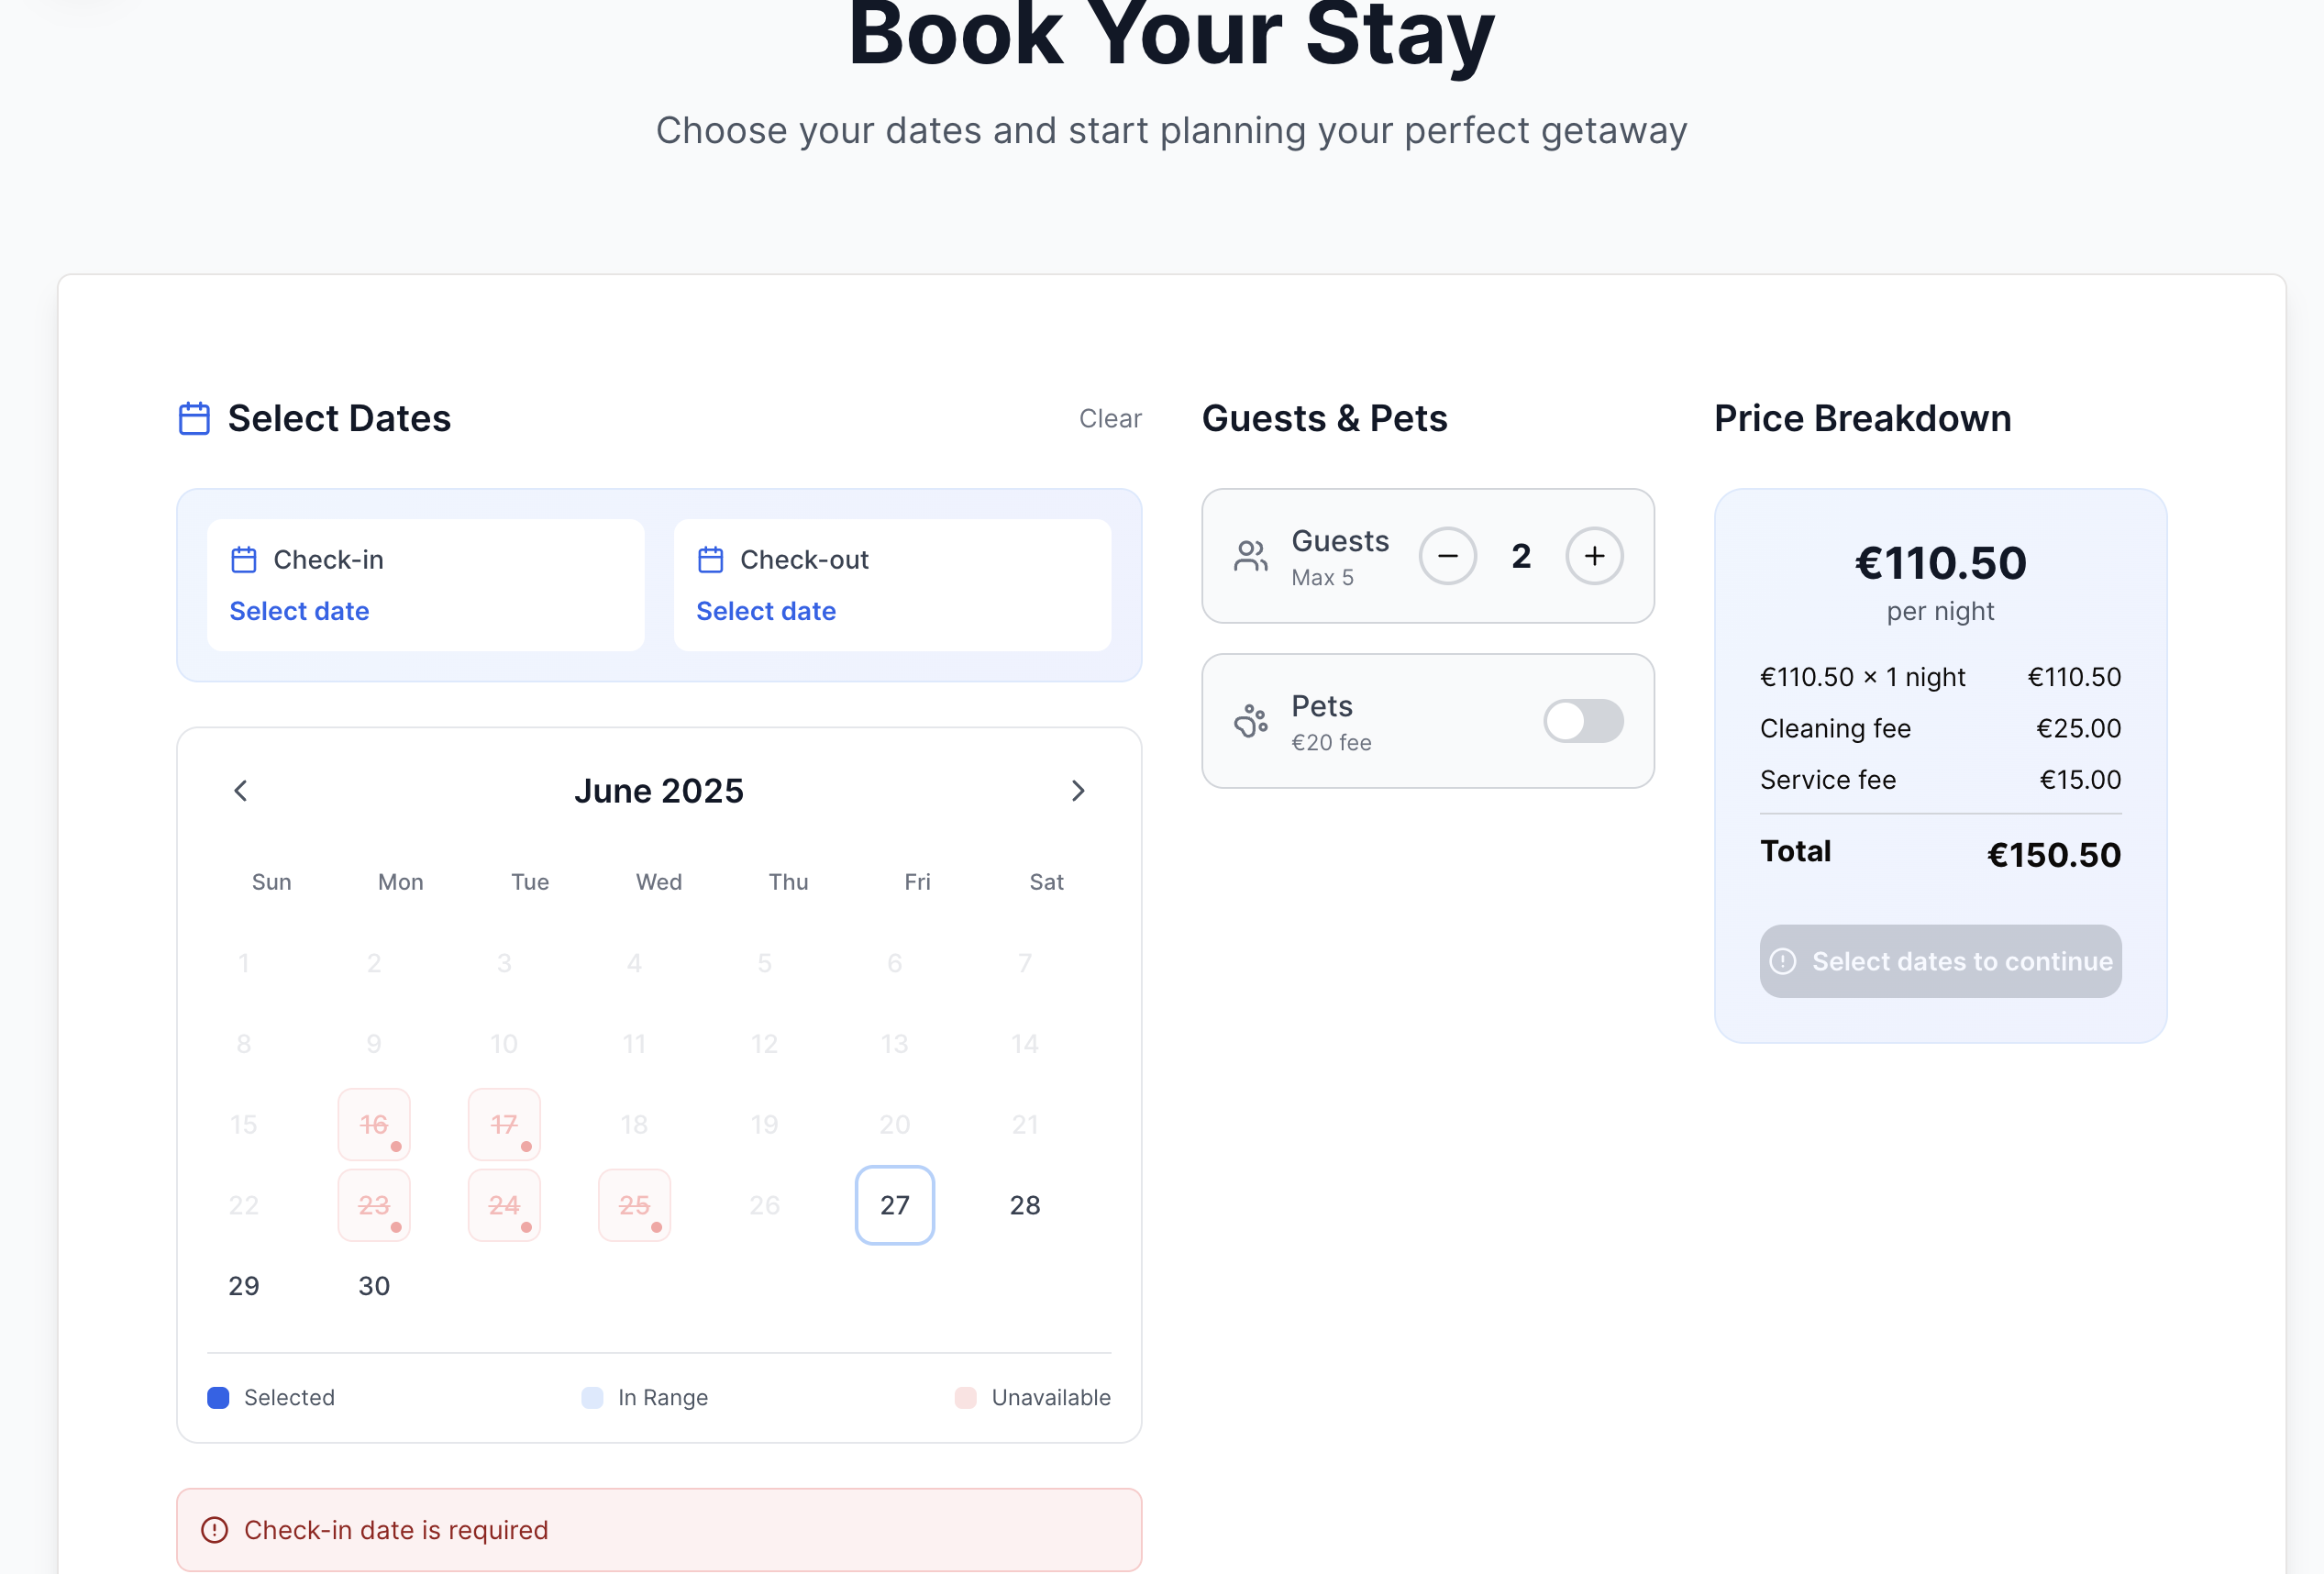 Book Your Stay
Choose your dates and start planning your perfect getaway
Select Dates
Clear
Check-in
Select date
Check-out
Select date
June 2025
Sun Mon Tue Wed Thu Fri Sat
1 2 3 4 5 6 7
8 9 10 11 12 13 14
15 16 17 18 19 20 21
22 23 24 25 26 27 28
29 30
Selected In Range Unavailable
Check-in date is required
Guests & Pets
Guests
Max 5
2
Pets
€20 fee
Price Breakdown
€110.50
per night
€110.50 × 1 night €110.50
Cleaning fee €25.00
Service fee €15.00
Total €150.50
Select dates to continue